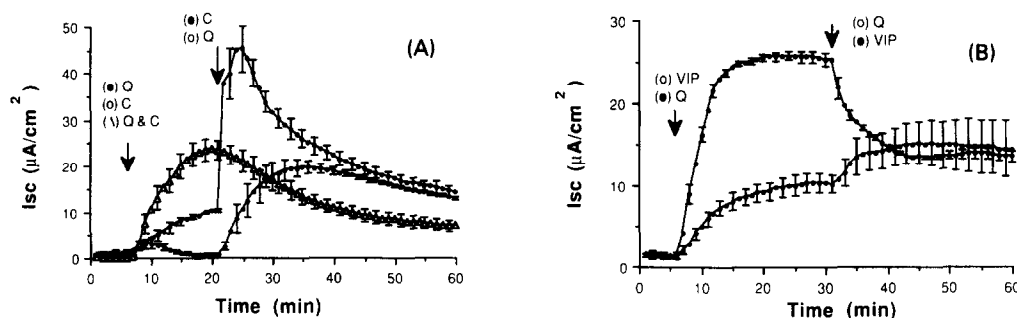 (●) C
(o) Q
(A)
(●) Q
(o) C
Q & C
50
40
30
20
10
0
Isc (µA/cm²)
0 10 20 30 40 50 60
Time (min)
(o) Q
(●) VIP
(B)
(o) VIP
(●) Q
30
20
10
0
Isc (µA/cm²)
0 10 20 30 40 50 60
Time (min)